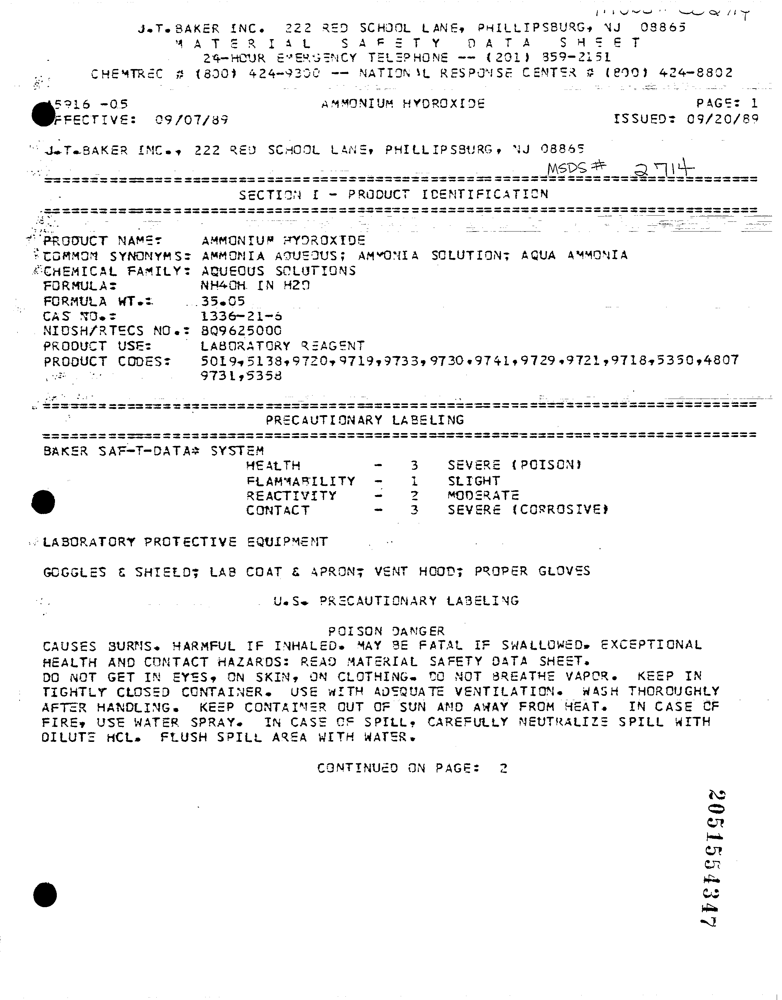 J.T. BAKER INC. 222 RED SCHOOL LANE, PHILLIPSBURG, NJ 08865
M A T E R I A L S A F E T Y D A T A S H E E T
24-HOUR EMERGENCY TELEPHONE -- (201) 859-2151
CHEMTREC # (800) 424-9300 -- NATIONAL RESPONSE CENTER # (800) 424-8802
A5916 -05 AMMONIUM HYDROXIDE PAGE: 1
EFFECTIVE: 09/07/89 ISSUED: 09/20/89
J.T.BAKER INC., 222 RED SCHOOL LANE, PHILLIPSBURG, NJ 08865
MSDS # 2714
SECTION I - PRODUCT IDENTIFICATION
PRODUCT NAME: AMMONIUM HYDROXIDE
COMMON SYNONYMS: AMMONIA AQUEOUS; AMMONIA SOLUTION; AQUA AMMONIA
CHEMICAL FAMILY: AQUEOUS SOLUTIONS
FORMULA: NH4OH IN H2O
FORMULA WT.: 35.05
CAS NO.: 1336-21-6
NIOSH/RTECS NO.: BQ9625000
PRODUCT USE: LABORATORY REAGENT
PRODUCT CODES: 5019,5138,9720,9719,9733,9730,9741,9729,9721,9718,5350,4807
9731,5358
PRECAUTIONARY LABELING
BAKER SAF-T-DATA* SYSTEM
HEALTH - 3 SEVERE (POISON)
FLAMMABILITY - 1 SLIGHT
REACTIVITY - 2 MODERATE
CONTACT - 3 SEVERE (CORROSIVE)
LABORATORY PROTECTIVE EQUIPMENT
GOGGLES & SHIELD; LAB COAT & APRON; VENT HOOD; PROPER GLOVES
U.S. PRECAUTIONARY LABELING
POISON DANGER
CAUSES BURNS. HARMFUL IF INHALED. MAY BE FATAL IF SWALLOWED. EXCEPTIONAL
HEALTH AND CONTACT HAZARDS: READ MATERIAL SAFETY DATA SHEET.
DO NOT GET IN EYES, ON SKIN, ON CLOTHING. DO NOT BREATHE VAPOR. KEEP IN
TIGHTLY CLOSED CONTAINER. USE WITH ADEQUATE VENTILATION. WASH THOROUGHLY
AFTER HANDLING. KEEP CONTAINER OUT OF SUN AND AWAY FROM HEAT. IN CASE OF
FIRE, USE WATER SPRAY. IN CASE OF SPILL, CAREFULLY NEUTRALIZE SPILL WITH
DILUTE HCL. FLUSH SPILL AREA WITH WATER.
CONTINUED ON PAGE: 2
2051554347